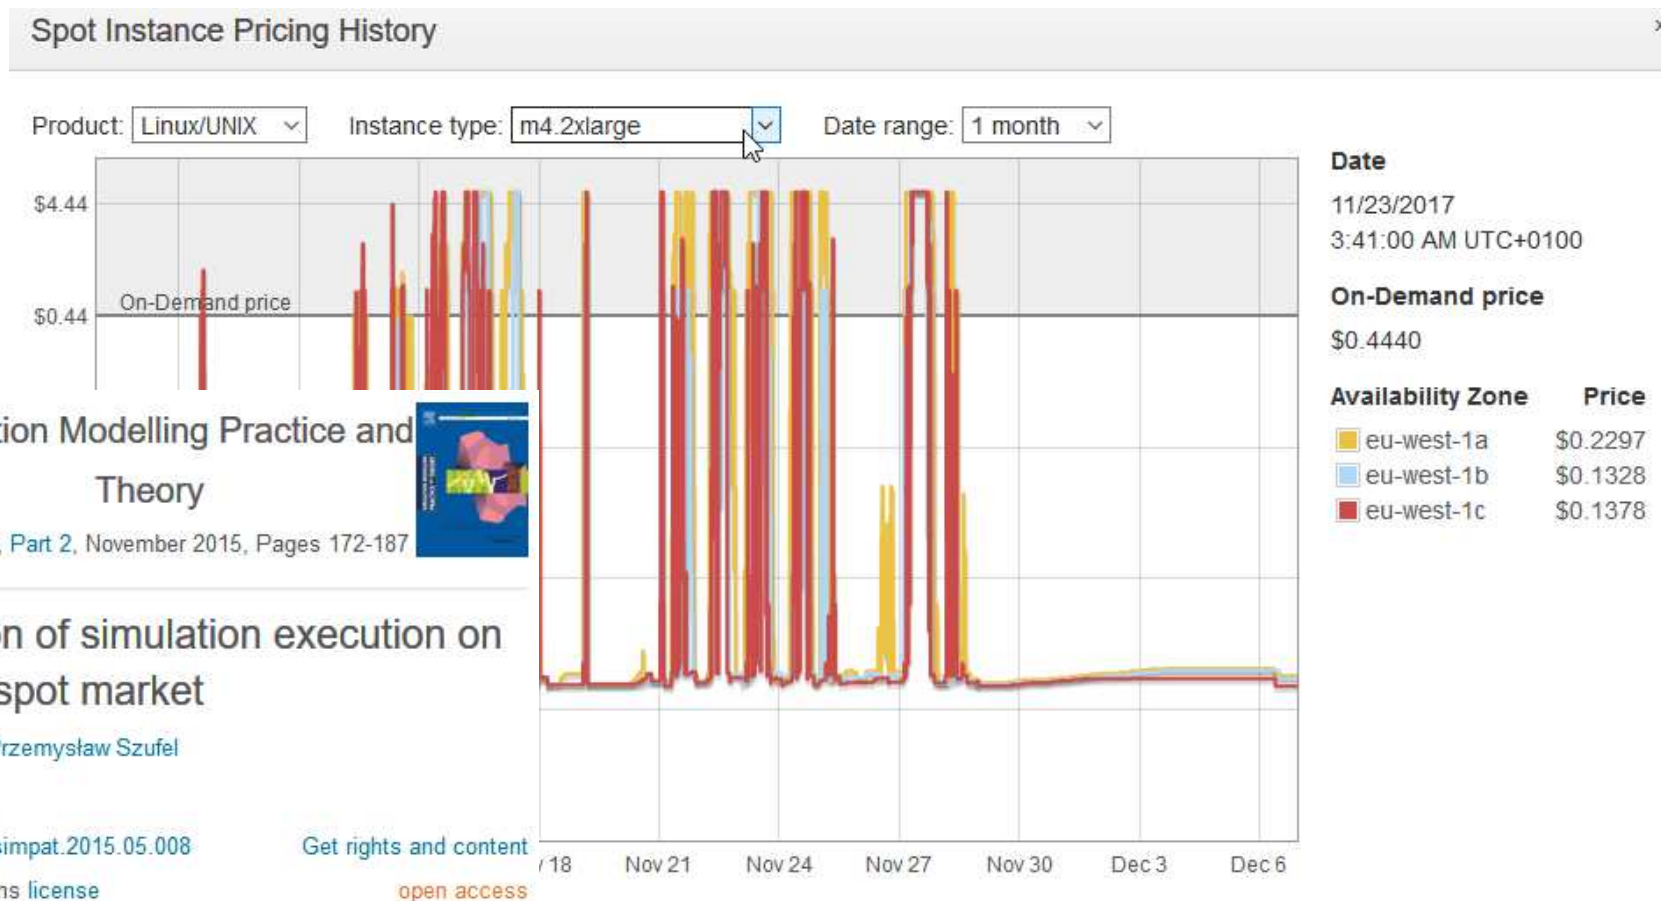 Spot Instance Pricing History
Product: Linux/UNIX Instance type: m4.2xlarge Date range: 1 month
$4.44
On-Demand price
$0.44
Date
11/23/2017
3:41:00 AM UTC+0100
On-Demand price
$0.4440
Availability Zone Price
eu-west-1a $0.2297
eu-west-1b $0.1328
eu-west-1c $0.1378
tion Modelling Practice and
Theory
, Part 2, November 2015, Pages 172-187
on of simulation execution on
spot market
Przemysław Szufel
simpat.2015.05.008 Get rights and content
ns license open access
18 Nov 21 Nov 24 Nov 27 Nov 30 Dec 3 Dec 6